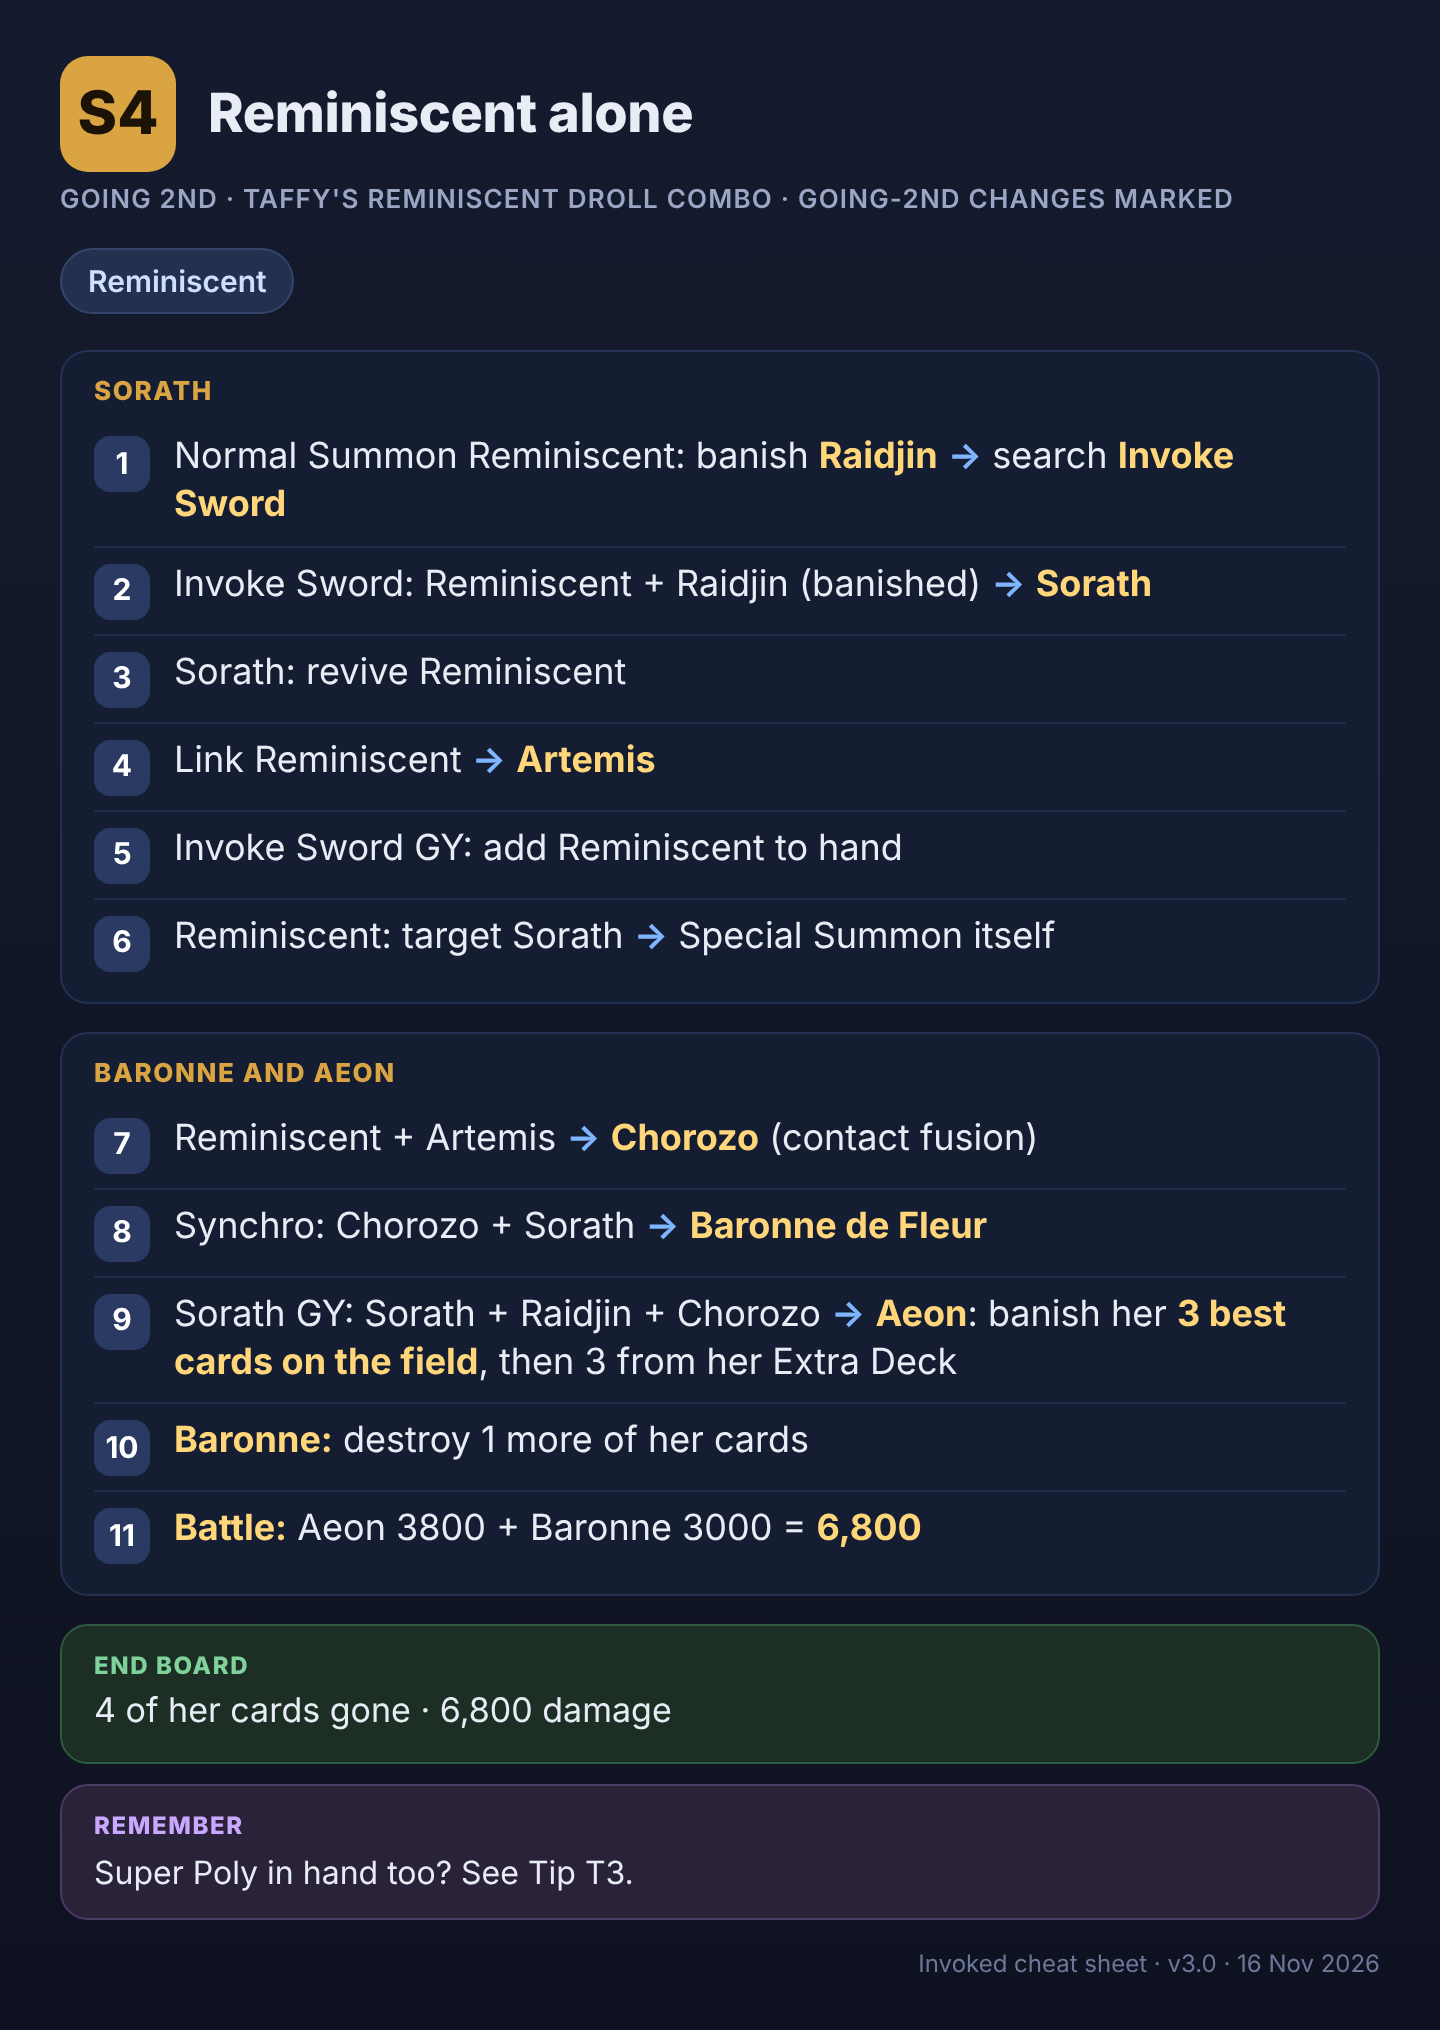 S4
Reminiscent alone
GOING 2ND · TAFFY'S REMINISCENT DROLL COMBO · GOING-2ND CHANGES MARKED
Reminiscent
SORATH
1 Normal Summon Reminiscent: banish Raidjin → search Invoke
Sword
2 Invoke Sword: Reminiscent + Raidjin (banished) → Sorath
3 Sorath: revive Reminiscent
4 Link Reminiscent → Artemis
5 Invoke Sword GY: add Reminiscent to hand
6 Reminiscent: target Sorath → Special Summon itself
BARONNE AND AEON
7 Reminiscent + Artemis → Chorozo (contact fusion)
8 Synchro: Chorozo + Sorath → Baronne de Fleur
9 Sorath GY: Sorath + Raidjin + Chorozo → Aeon: banish her 3 best
cards on the field, then 3 from her Extra Deck
10 Baronne: destroy 1 more of her cards
11 Battle: Aeon 3800 + Baronne 3000 = 6,800
END BOARD
4 of her cards gone · 6,800 damage
REMEMBER
Super Poly in hand too? See Tip T3.
Invoked cheat sheet · v3.0 · 16 Nov 2026